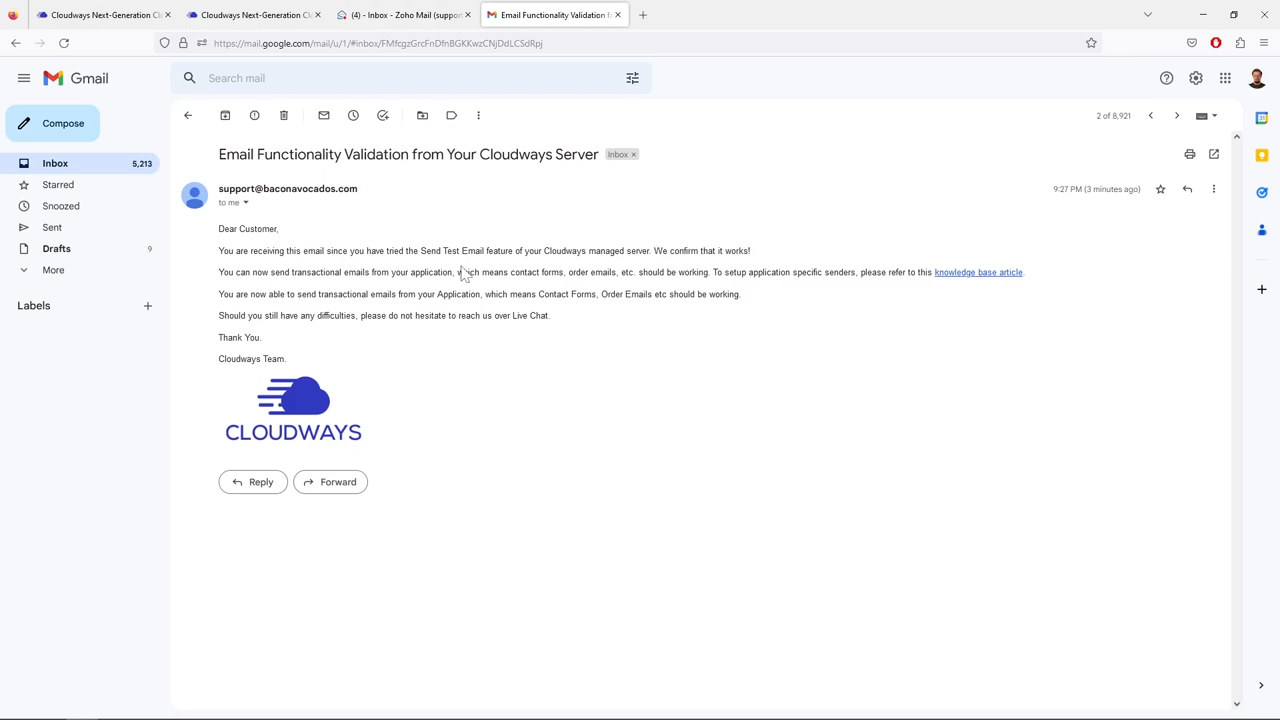 Cloudways Next-Generation Cl
Cloudways Next-Generation Clo
(4) - Inbox - Zoho Mail (support
Email Functionality Validation fr
https://mail.google.com/mail/u/1/#inbox/FMfcgzGrcFnDfnBGKKwzCNjDdLCSdRpj
Gmail
Search mail
Compose
2 of 8,921
Email Functionality Validation from Your Cloudways Server
Inbox ×
Inbox 5,213
Starred
Snoozed
Sent
Drafts 9
More
Labels
support@baconavocados.com
9:27 PM (3 minutes ago)
to me
Dear Customer,
You are receiving this email since you have tried the Send Test Email feature of your Cloudways managed server. We confirm that it works!
You can now send transactional emails from your application, which means contact forms, order emails, etc. should be working. To setup application specific senders, please refer to this knowledge base article.
You are now able to send transactional emails from your Application, which means Contact Forms, Order Emails etc should be working.
Should you still have any difficulties, please do not hesitate to reach us over Live Chat.
Thank You.
Cloudways Team.
CLOUDWAYS
Reply
Forward